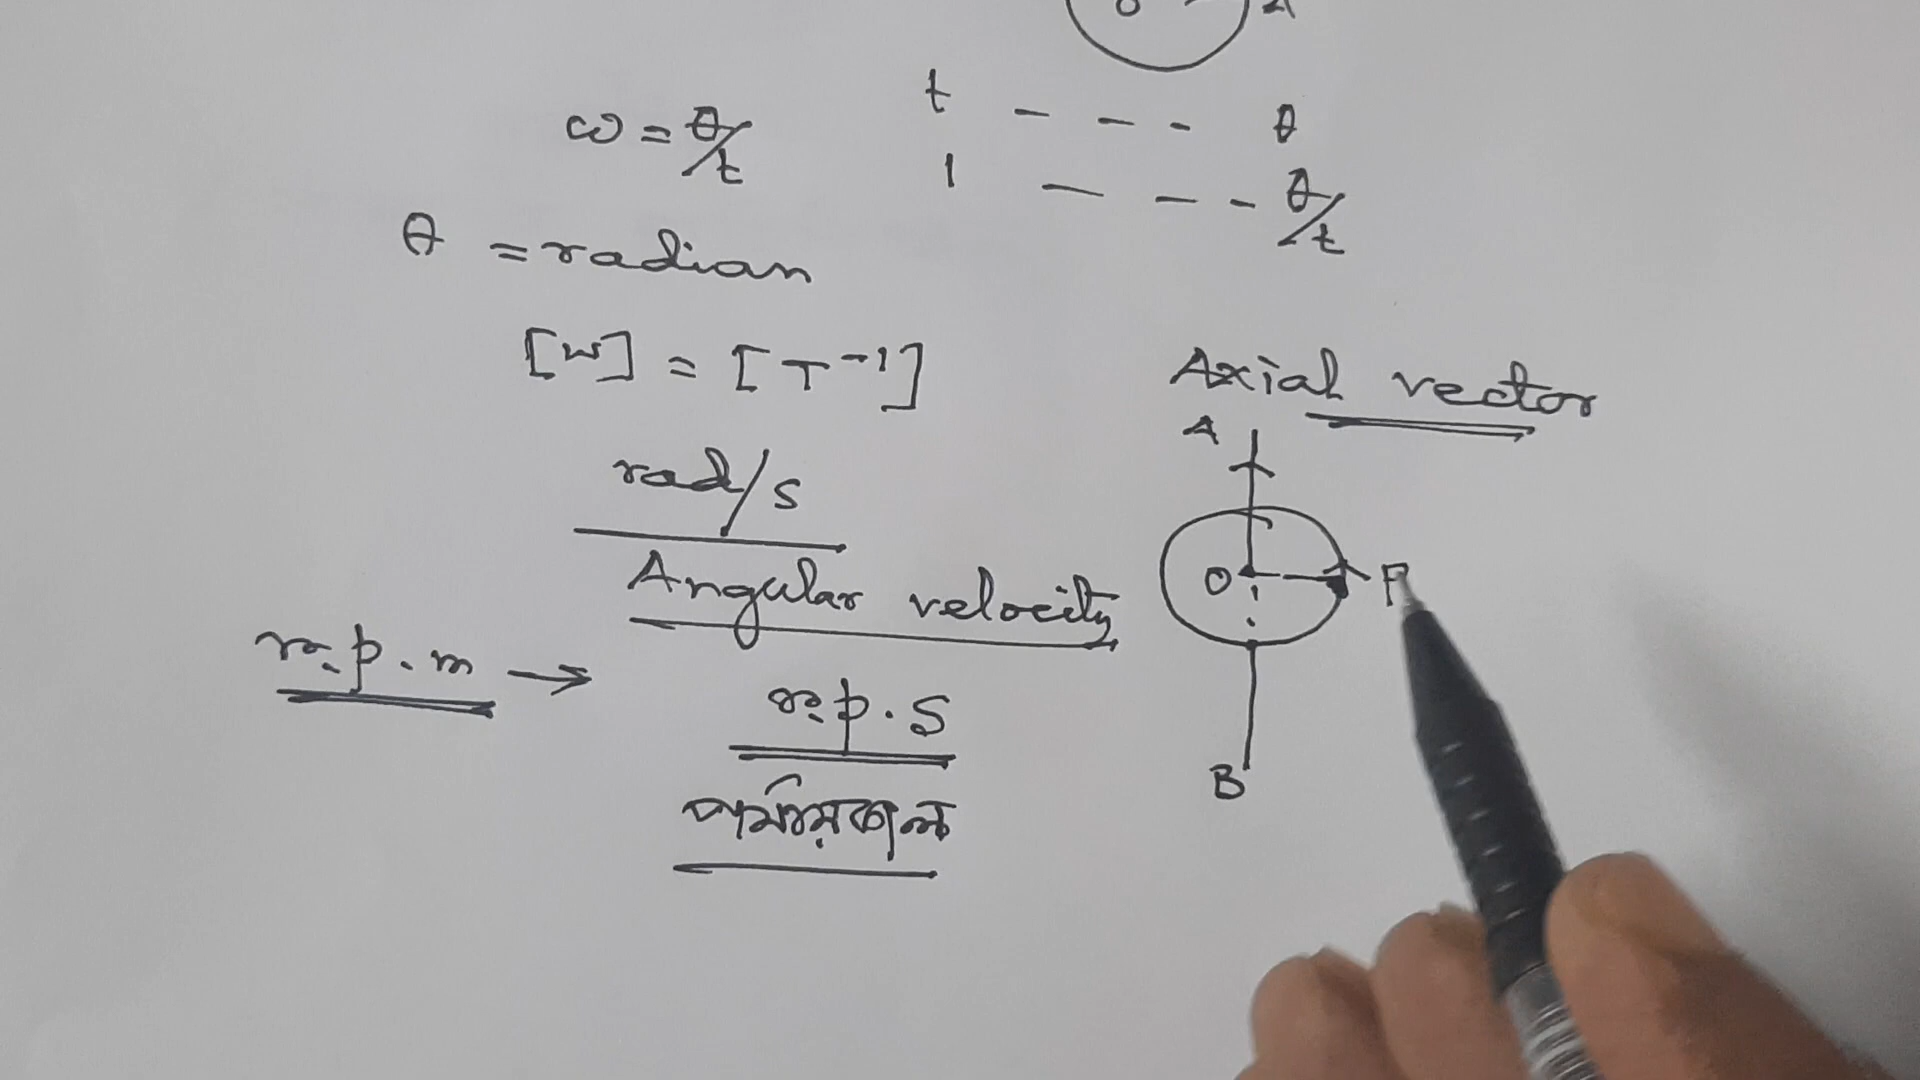 t - - - θ
ω = θ/t
1 - - - θ/t
θ = radian
[W] = [T⁻¹]
Axial vector
A
rad/s
O P
Angular velocity
r.p.m →
r.p.s
B
পর্যায়কাল